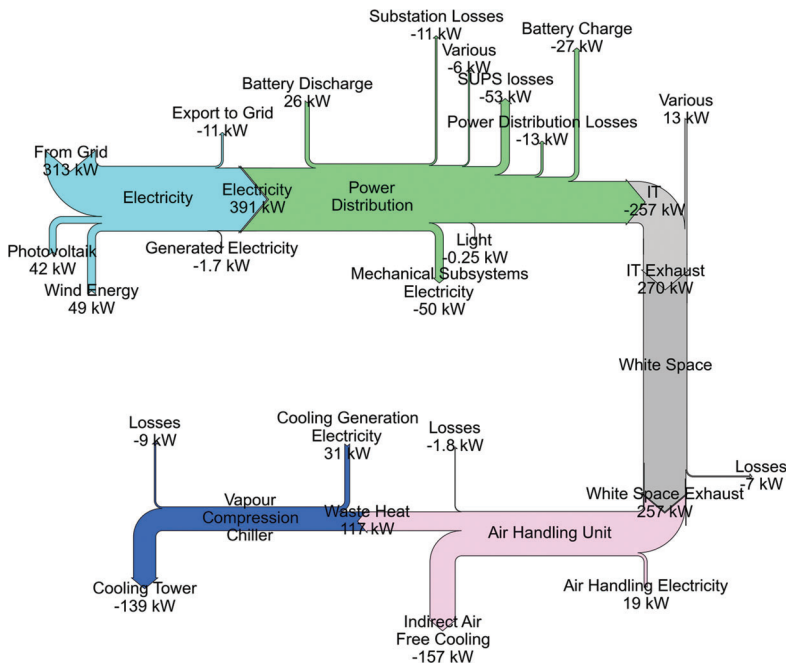 Substation Losses
-11 kW
Various
-6 kW
Battery Charge
-27 kW
SUPS losses
-53 kW
Battery Discharge
26 kW
Export to Grid
-11 kW
Power Distribution Losses
-13 kW
Various
13 kW
From Grid
313 kW
Electricity
Electricity
391 kW
Power
Distribution
IT
-257 kW
Photovoltaik
42 kW
Wind Energy
49 kW
Generated Electricity
-1.7 kW
Light
-0.25 kW
Mechanical Subsystems
Electricity
-50 kW
IT Exhaust
270 kW
White Space
Losses
-9 kW
Cooling Generation
Electricity
31 kW
Losses
-1.8 kW
Losses
-7 kW
White Space Exhaust
257 kW
Vapour
Compression
Chiller
Waste Heat
117 kW
Air Handling Unit
Cooling Tower
-139 kW
Indirect Air
Free Cooling
-157 kW
Air Handling Electricity
19 kW